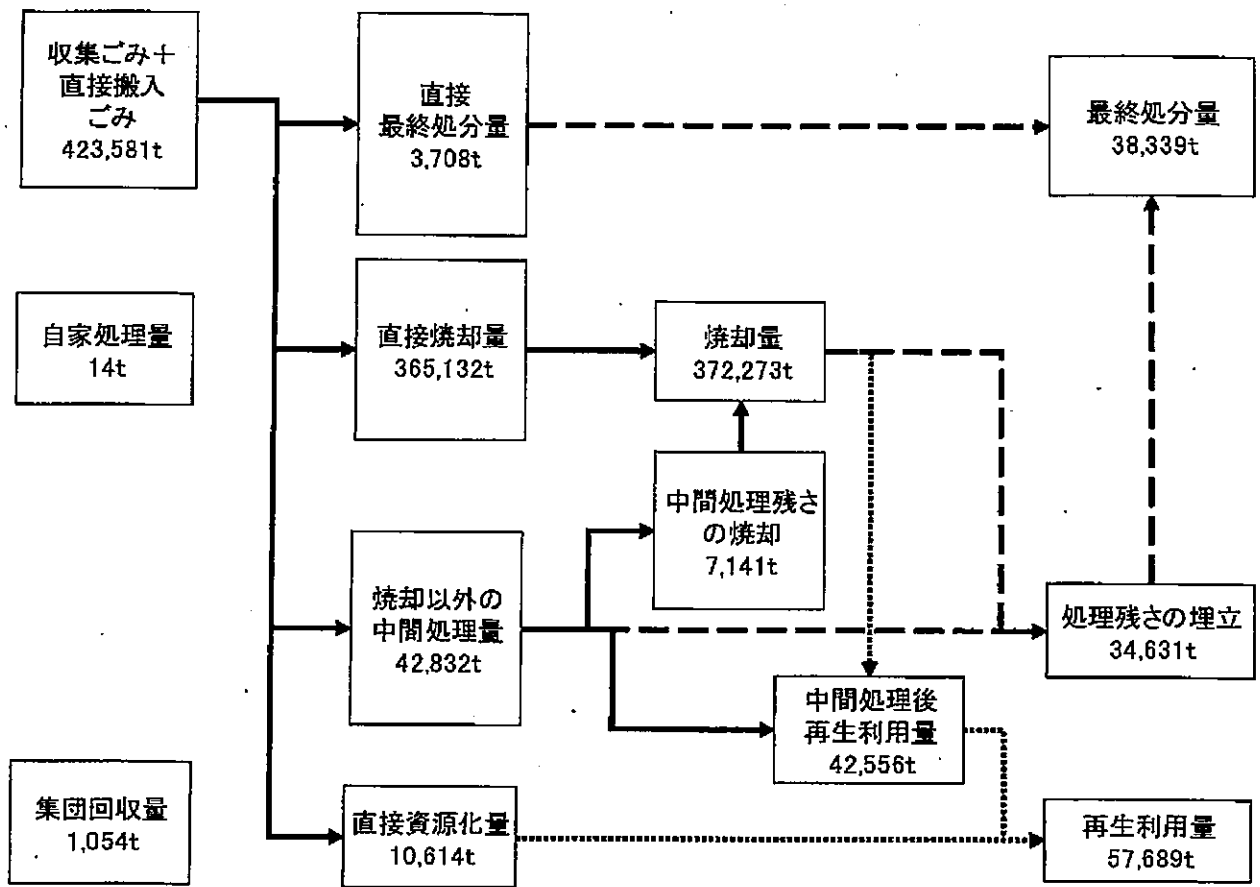 収集ごみ＋
直接搬入
ごみ
423,581t
直接
最終処分量
3,708t
最終処分量
38,339t
自家処理量
14t
直接焼却量
365,132t
焼却量
372,273t
中間処理残さ
の焼却
7,141t
焼却以外の
中間処理量
42,832t
処理残さの埋立
34,631t
中間処理後
再生利用量
42,556t
集団回収量
1,054t
直接資源化量
10,614t
再生利用量
57,689t